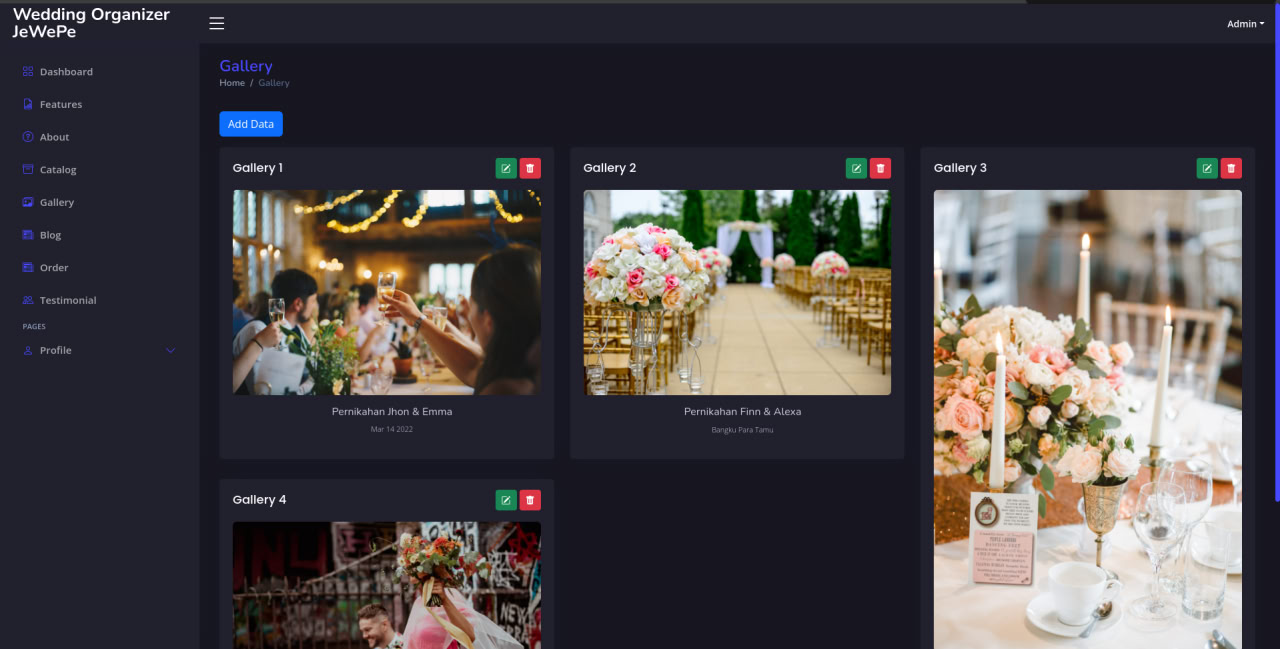 Wedding Organizer
JeWePe
Admin
Dashboard
Features
About
Catalog
Gallery
Blog
Order
Testimonial
PAGES
Profile
Gallery
Home / Gallery
Add Data
Gallery 1
Pernikahan Jhon & Emma
Mar 14 2022
Gallery 2
Pernikahan Finn & Alexa
Bangku Para Tamu
Gallery 3
Gallery 4